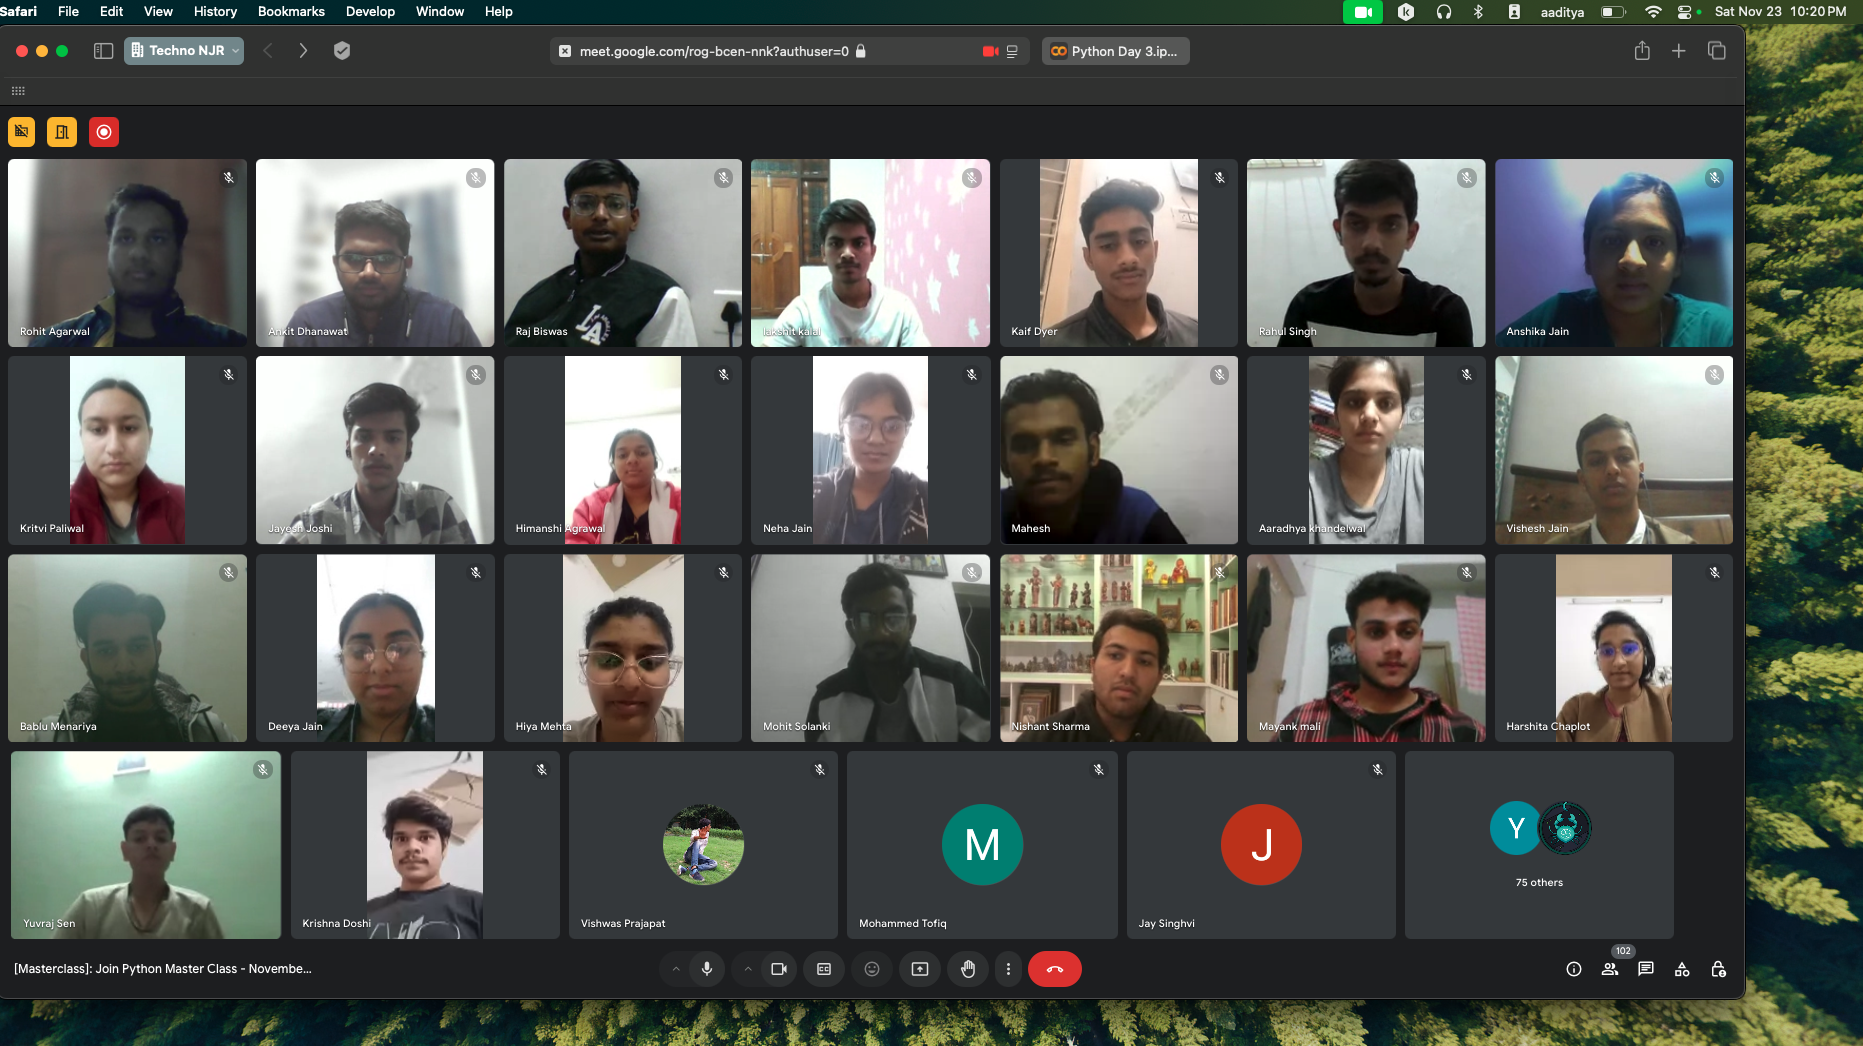 Safari File Edit View History Bookmarks Develop Window Help aaditya Sat Nov 23 10:20 PM
Techno NJR meet.google.com/rog-bcen-nnk?authuser=0 Python Day 3.ip...
Rohit Agarwal Ankit Dhanawat Raj Biswas lakshit kalal Kaif Dyer Rahul Singh Anshika Jain
Kritvi Paliwal Jayesh Joshi Himanshi Agrawal Neha Jain Mahesh Aaradhya khandelwal Vishesh Jain
Bablu Menariya Deeya Jain Hiya Mehta Mohit Solanki Nishant Sharma Mayank mali Harshita Chaplot
M J Y
75 others
Yuvraj Sen Krishna Doshi Vishwas Prajapat Mohammed Tofiq Jay Singhvi
102
[Masterclass]: Join Python Master Class - Novembe...